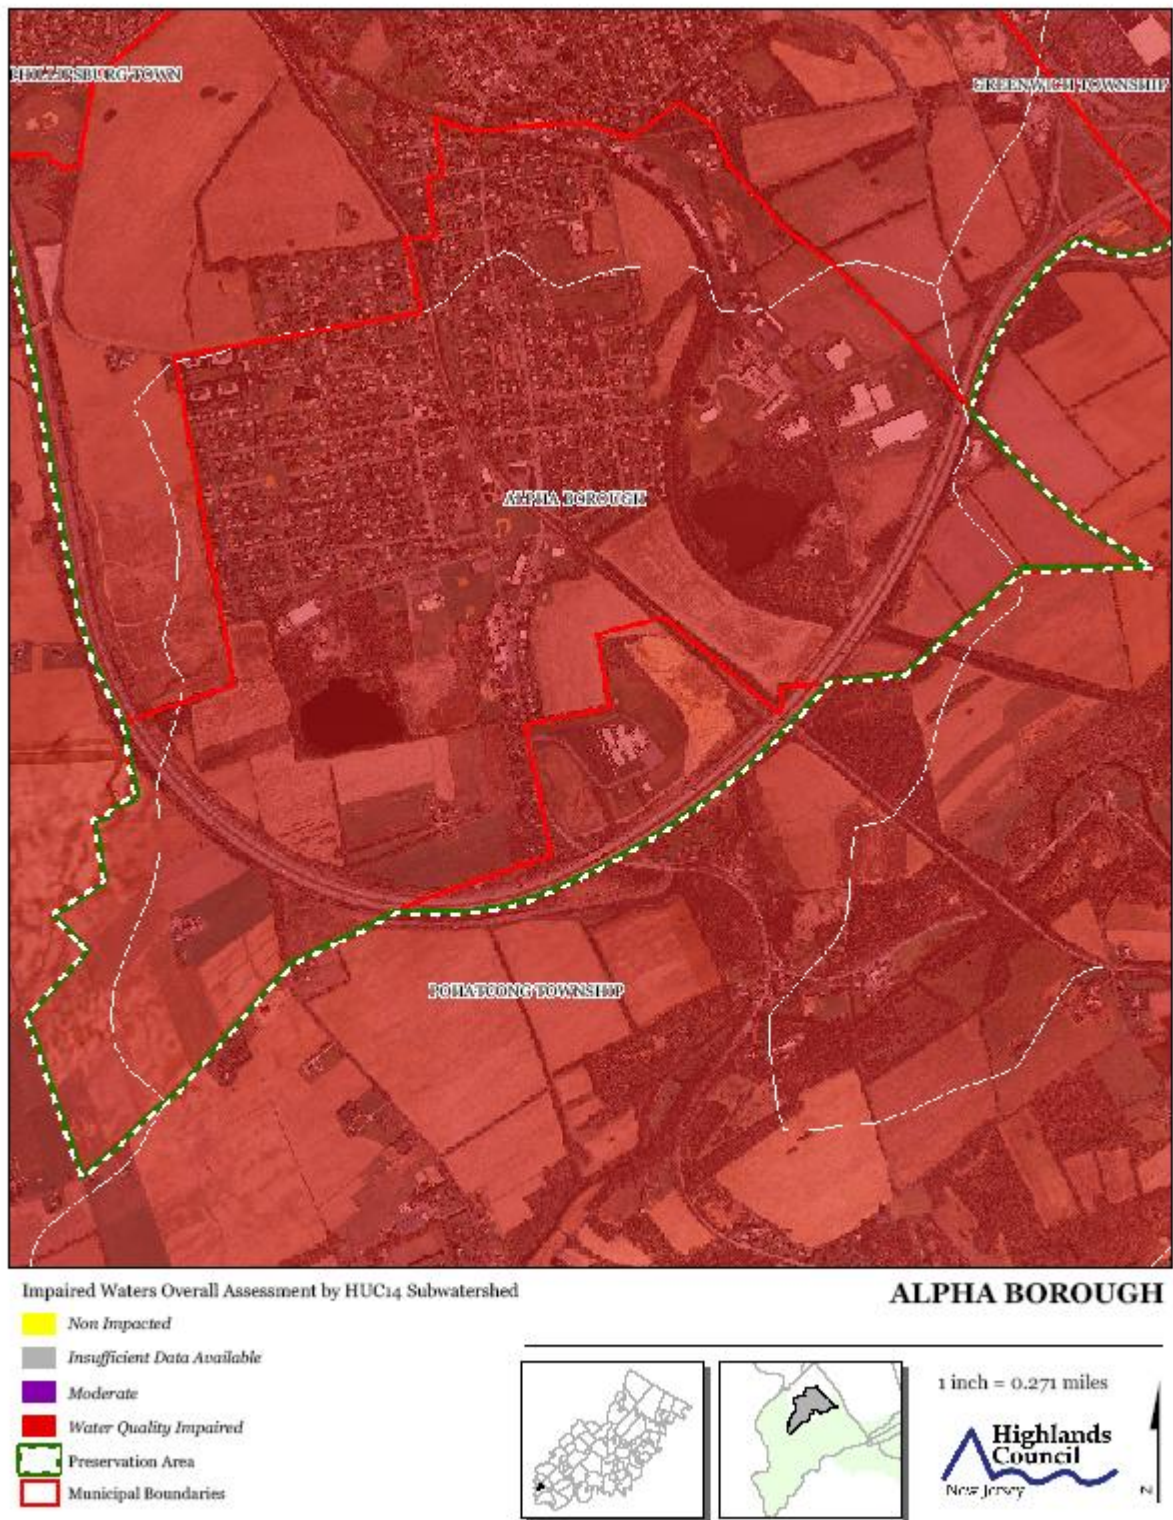 PHILLIPSBURG TOWN
GREENWICH TOWNSHIP
ALPHA BOROUGH
POHATCONG TOWNSHIP
Impaired Waters Overall Assessment by HUC14 Subwatershed
Non Impacted
Insufficient Data Available
Moderate
Water Quality Impaired
Preservation Area
Municipal Boundaries
ALPHA BOROUGH
1 inch = 0.271 miles
Highlands
Council
New Jersey
N